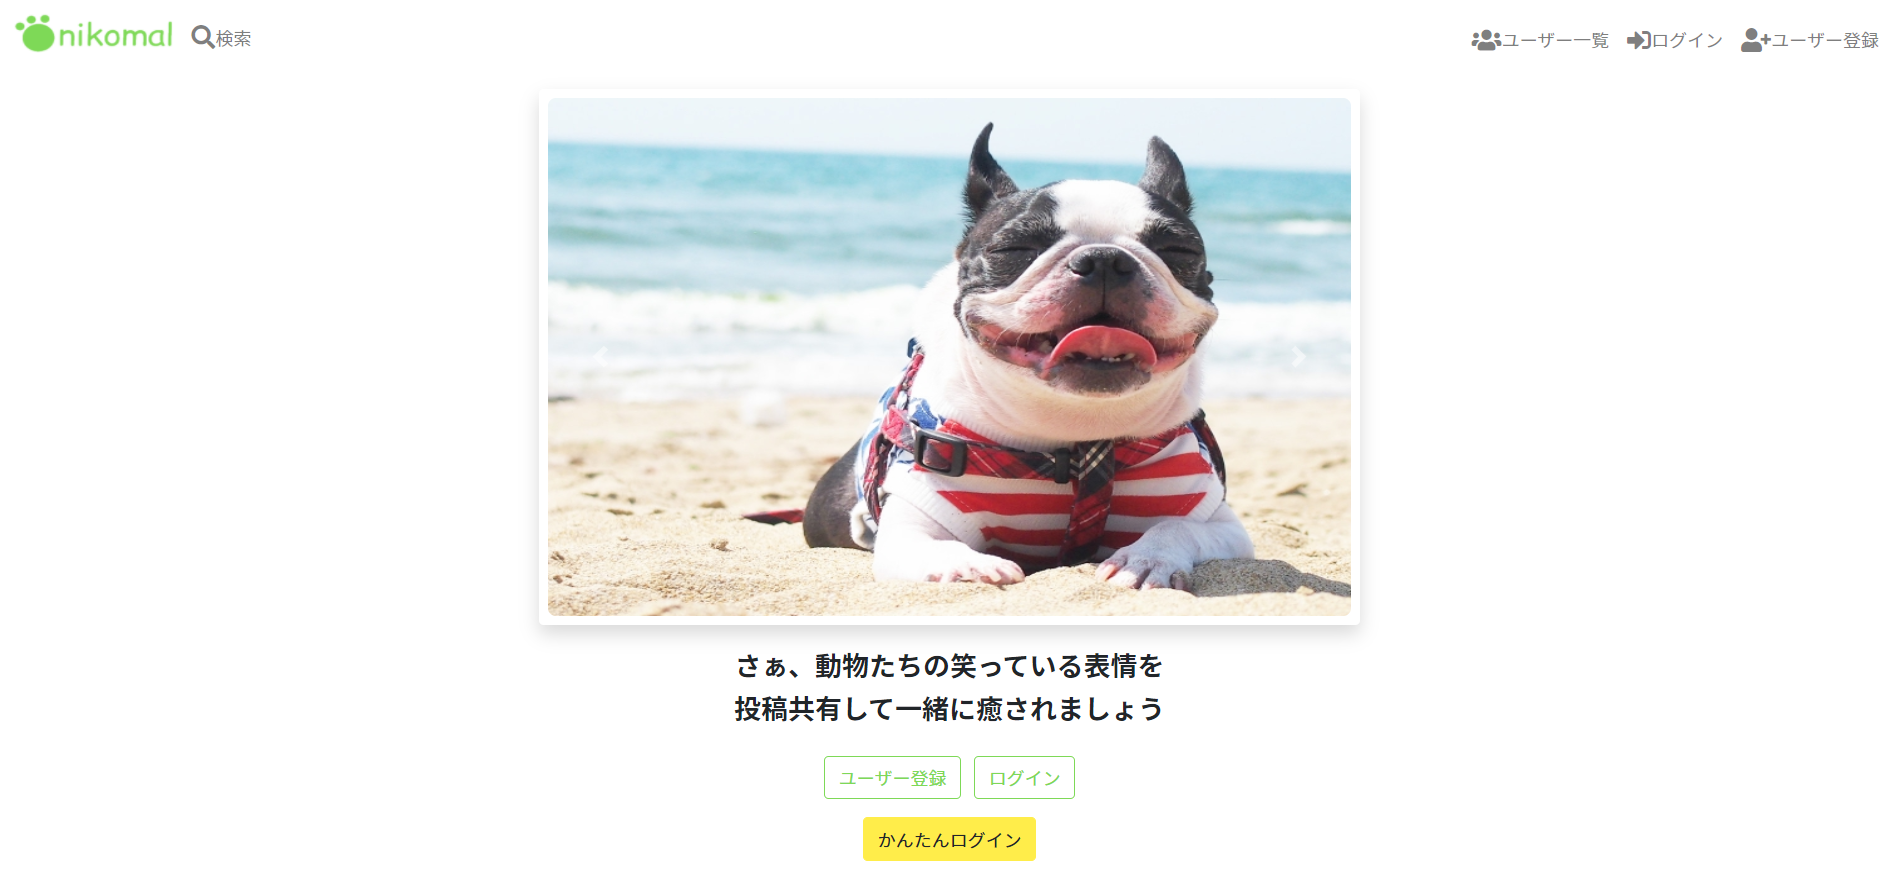 nikomal
検索
ユーザー一覧
ログイン
ユーザー登録
さぁ、動物たちの笑っている表情を
投稿共有して一緒に癒されましょう
ユーザー登録
ログイン
かんたんログイン